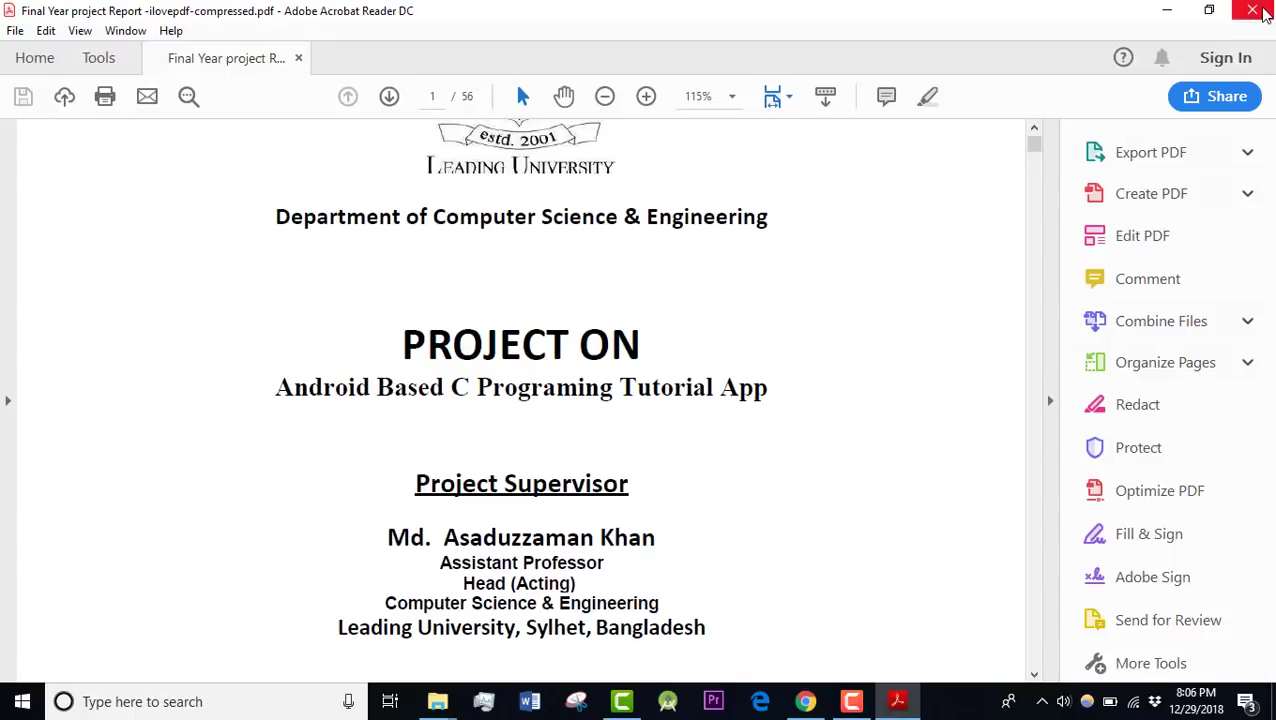 Final Year project Report -ilovepdf-compressed.pdf - Adobe Acrobat Reader DC
File Edit View Window Help
Home Tools Final Year project R... Sign In
1 / 56 115% Share
estd. 2001
LEADING UNIVERSITY
Department of Computer Science & Engineering
PROJECT ON
Android Based C Programing Tutorial App
Project Supervisor
Md. Asaduzzaman Khan
Assistant Professor
Head (Acting)
Computer Science & Engineering
Leading University, Sylhet, Bangladesh
Export PDF
Create PDF
Edit PDF
Comment
Combine Files
Organize Pages
Redact
Protect
Optimize PDF
Fill & Sign
Adobe Sign
Send for Review
More Tools
Type here to search
8:06 PM
12/29/2018
3